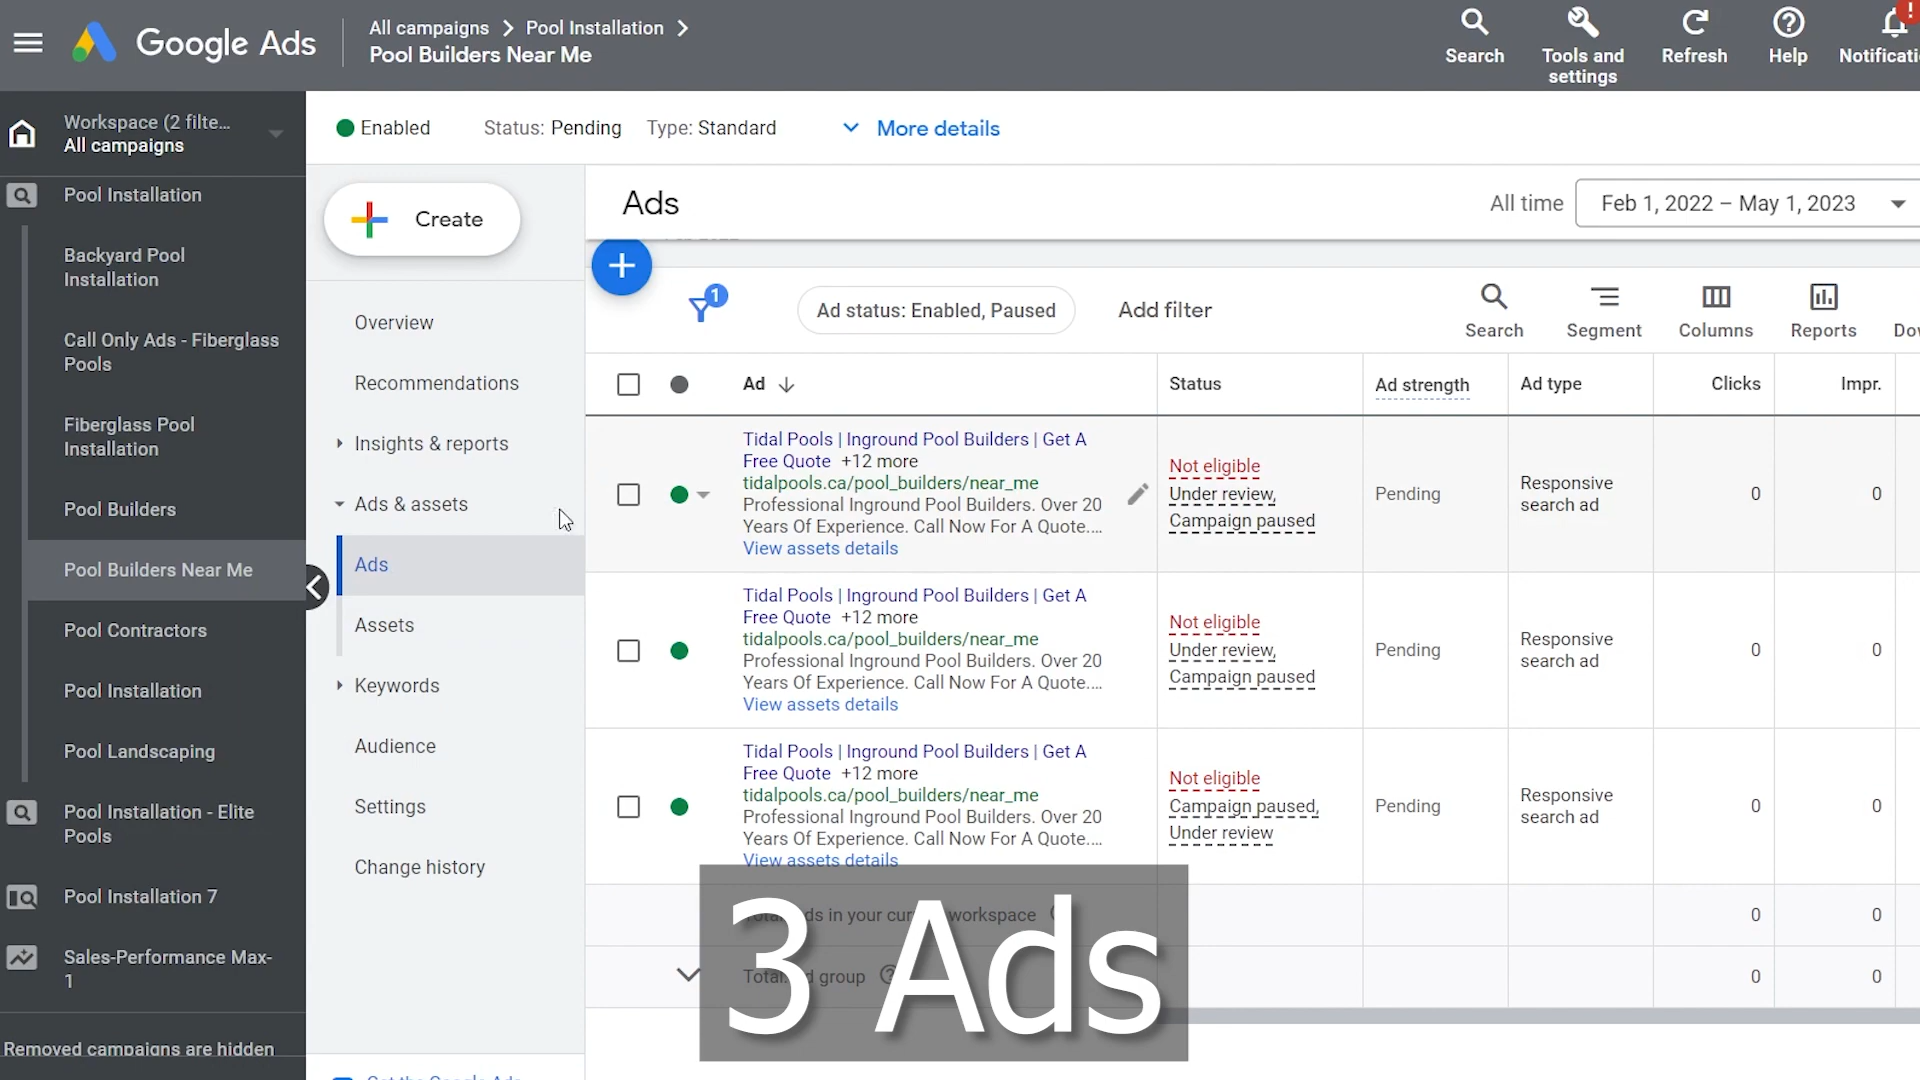 Google Ads
All campaigns > Pool Installation >
Pool Builders Near Me
Search
Tools and
settings
Refresh
Help
Notificati
!
Workspace (2 filte...
All campaigns
Pool Installation
Backyard Pool
Installation
Call Only Ads - Fiberglass
Pools
Fiberglass Pool
Installation
Pool Builders
Pool Builders Near Me
Pool Contractors
Pool Installation
Pool Landscaping
Pool Installation - Elite
Pools
Pool Installation 7
Sales-Performance Max-
1
Removed campaigns are hidden
Enabled
Status: Pending
Type: Standard
More details
Create
Overview
Recommendations
Insights & reports
Ads & assets
Ads
Assets
Keywords
Audience
Settings
Change history
Ads
All time
Feb 1, 2022 – May 1, 2023
1
Ad status: Enabled, Paused
Add filter
Search
Segment
Columns
Reports
Dow
Ad
Status
Ad strength
Ad type
Clicks
Impr.
Tidal Pools | Inground Pool Builders | Get A
Free Quote +12 more
tidalpools.ca/pool_builders/near_me
Professional Inground Pool Builders. Over 20
Years Of Experience. Call Now For A Quote....
View assets details
Not eligible
Under review,
Campaign paused
Pending
Responsive
search ad
0
0
Tidal Pools | Inground Pool Builders | Get A
Free Quote +12 more
tidalpools.ca/pool_builders/near_me
Professional Inground Pool Builders. Over 20
Years Of Experience. Call Now For A Quote....
View assets details
Not eligible
Under review,
Campaign paused
Pending
Responsive
search ad
0
0
Tidal Pools | Inground Pool Builders | Get A
Free Quote +12 more
tidalpools.ca/pool_builders/near_me
Professional Inground Pool Builders. Over 20
Years Of Experience. Call Now For A Quote....
View assets details
Not eligible
Campaign paused,
Under review
Pending
Responsive
search ad
0
0
in your workspace
0
0
group
0
0
3 Ads